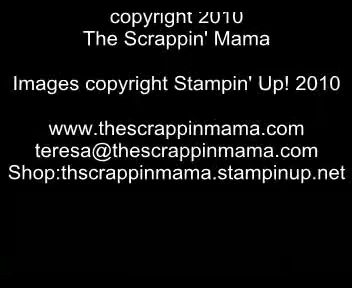 copyright 2010
The Scrappin' Mama
Images copyright Stampin' Up! 2010
www.thescrappinmama.com
teresa@thescrappinmama.com
Shop:thscrappinmama.stampinup.net